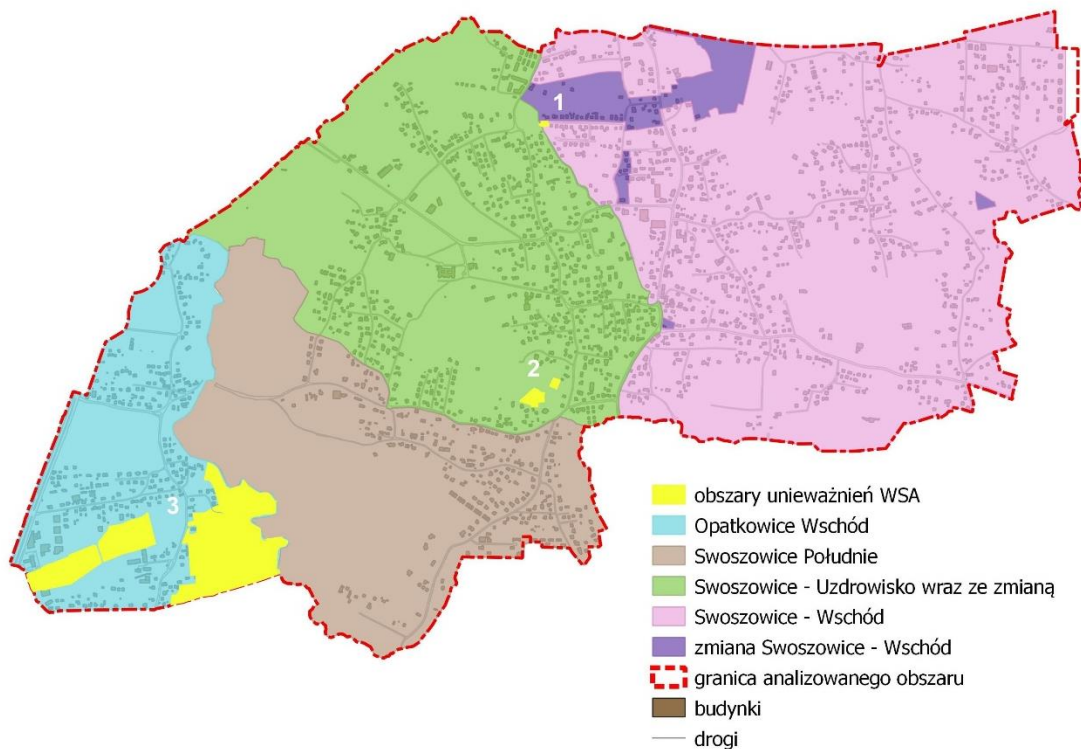 1
2
3
obszary unieważnień WSA
Opatkowice Wschód
Swoszowice Południe
Swoszowice - Uzdrowisko wraz ze zmianą
Swoszowice - Wschód
zmiana Swoszowice - Wschód
granica analizowanego obszaru
budynki
drogi